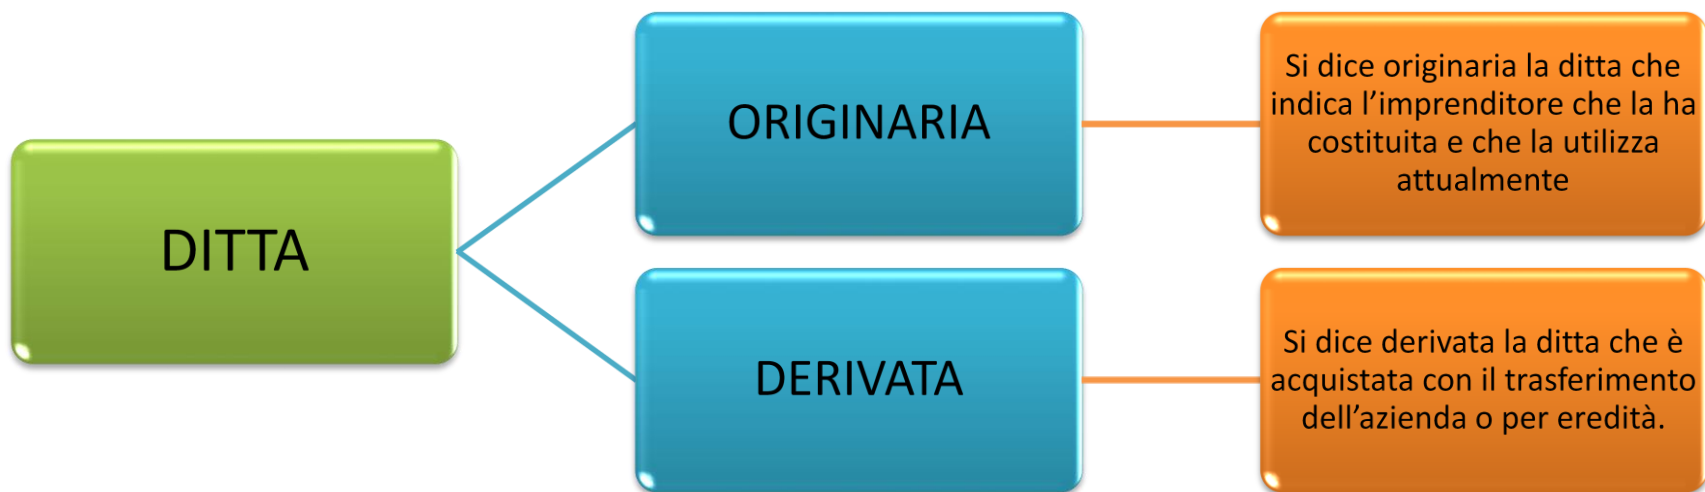 DITTA
ORIGINARIA
Si dice originaria la ditta che
indica l’imprenditore che la ha
costituita e che la utilizza
attualmente
DERIVATA
Si dice derivata la ditta che è
acquistata con il trasferimento
dell’azienda o per eredità.